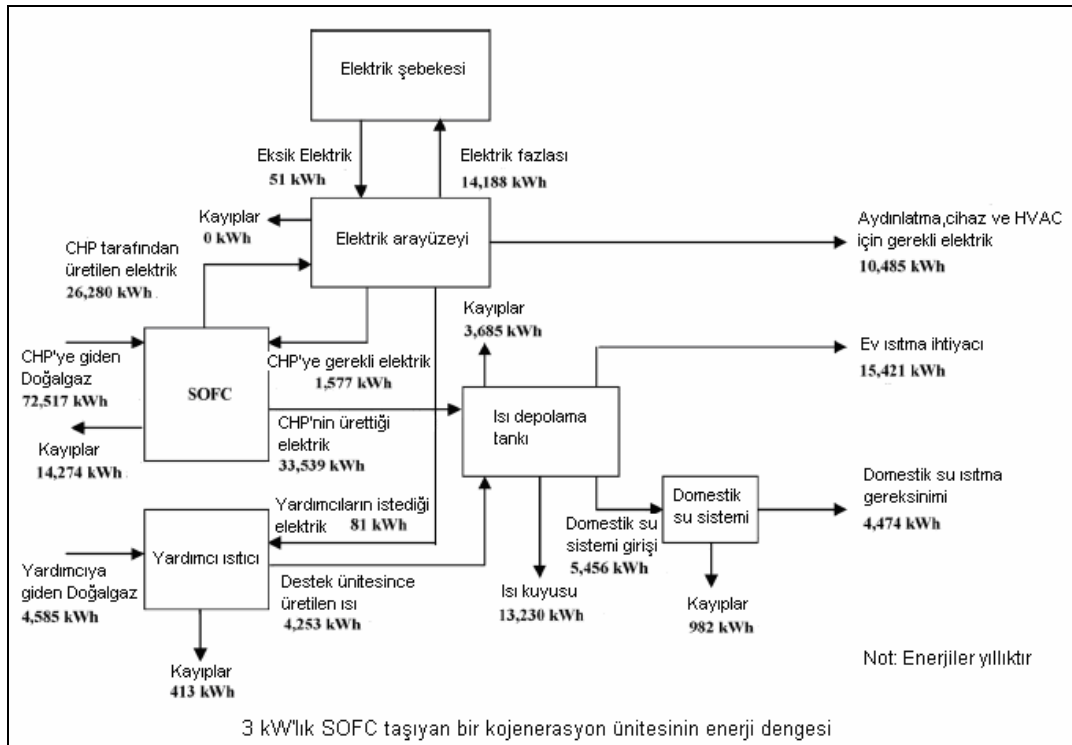 Elektrik şebekesi
Eksik Elektrik
51 kWh
Elektrik fazlası
14,188 kWh
Kayıplar
0 kWh
Elektrik arayüzeyi
Aydınlatma,cihaz ve HVAC
için gerekli elektrik
10,485 kWh
CHP tarafından
üretilen elektrik
26,280 kWh
Kayıplar
3,685 kWh
CHP'ye giden
Doğalgaz
72,517 kWh
SOFC
CHP'ye gerekli elektrik
1,577 kWh
Ev ısıtma ihtiyacı
15,421 kWh
Kayıplar
14,274 kWh
CHP'nin ürettiği
elektrik
33,539 kWh
Isı depolama
tankı
Yardımcıların istediği
elektrik
81 kWh
Domestik su
sistemi girişi
5,456 kWh
Domestik
su sistemi
Domestik su ısıtma
gereksinimi
4,474 kWh
Yardımcıya
giden Doğalgaz
4,585 kWh
Yardımcı ısıtıcı
Destek ünitesince
üretilen ısı
4,253 kWh
Isı kuyusu
13,230 kWh
Kayıplar
982 kWh
Kayıplar
413 kWh
Not: Enerjiler yıllıktır
3 kW'lık SOFC taşıyan bir kojenerasyon ünitesinin enerji dengesi